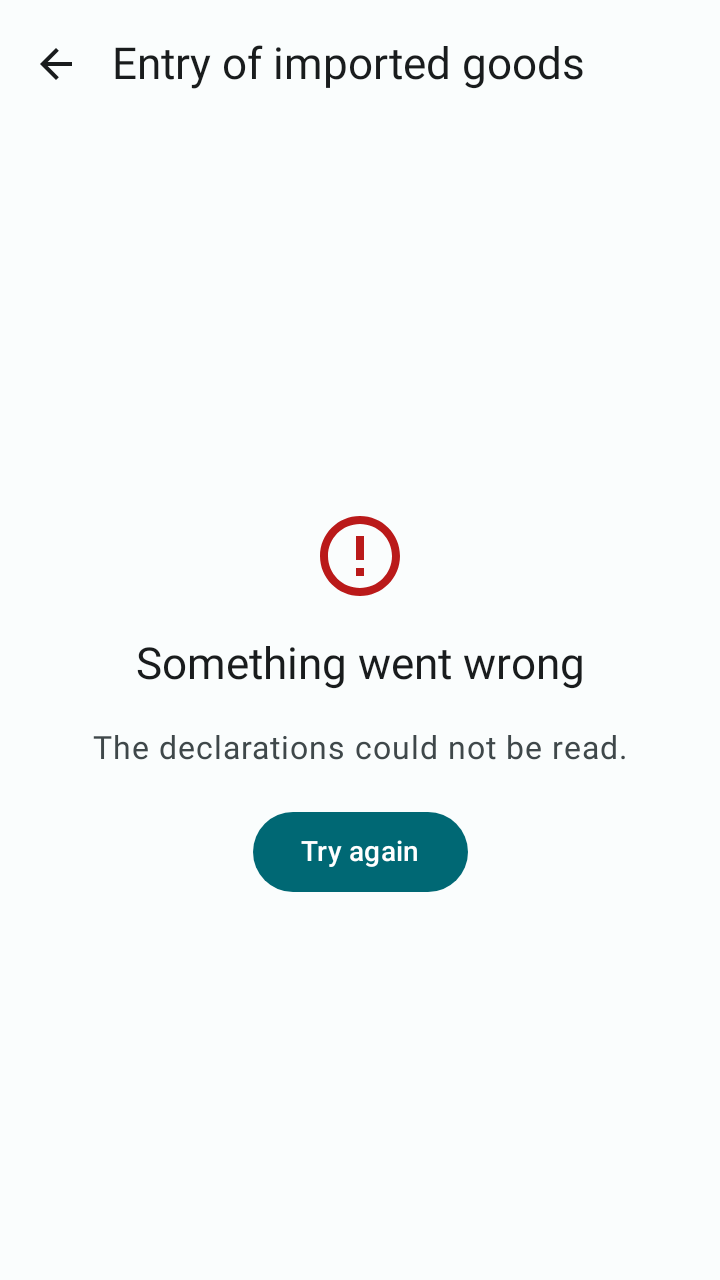 Entry of imported goods
Something went wrong
The declarations could not be read.
Try again